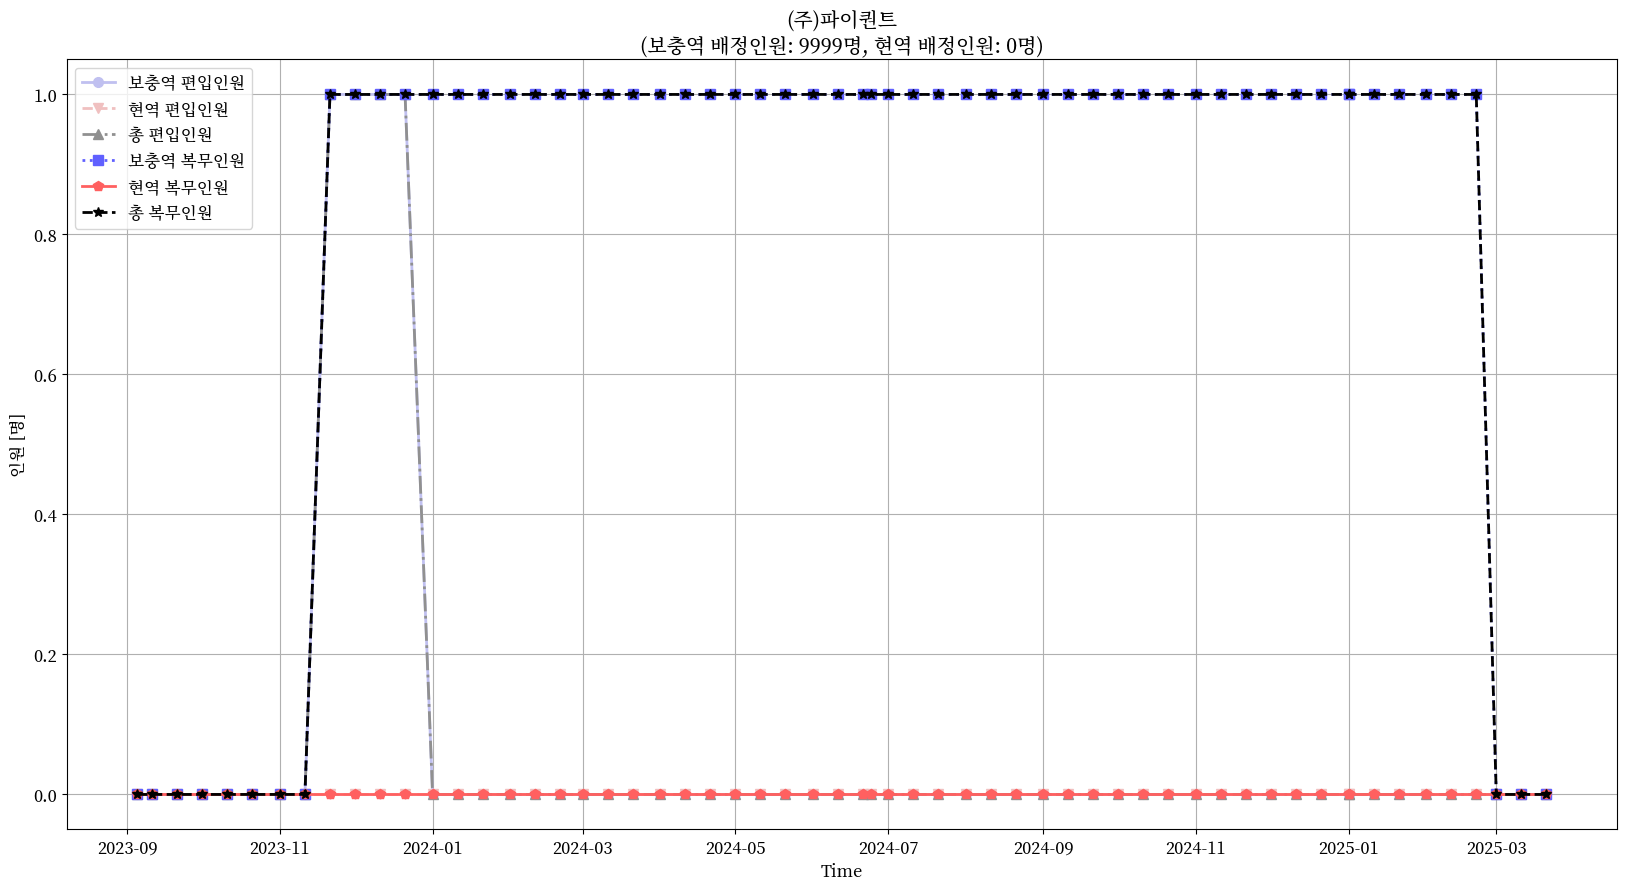 (주)파이퀀트
(보충역 배정인원: 9999명, 현역 배정인원: 0명)
보충역 편입인원
현역 편입인원
총 편입인원
보충역 복무인원
현역 복무인원
총 복무인원
1.0
0.8
0.6
0.4
0.2
0.0
인원 [명]
2023-09
2023-11
2024-01
2024-03
2024-05
2024-07
2024-09
2024-11
2025-01
2025-03
Time